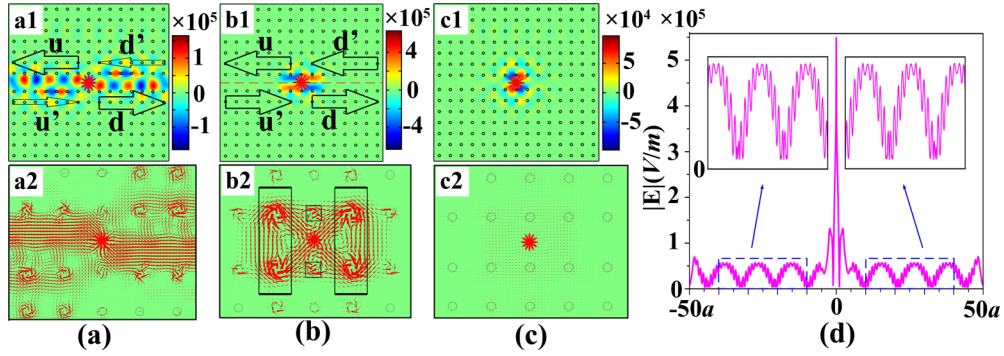 a1
u
d’
u’
d
×10⁵
1
0
-1
b1
u
d’
u’
d
×10⁵
4
0
-4
c1
×10⁴
5
0
-5
×10⁵
|E|(V/m)
5
4
3
2
1
0
0
-50a
0
50a
a2
b2
c2
(a)
(b)
(c)
(d)